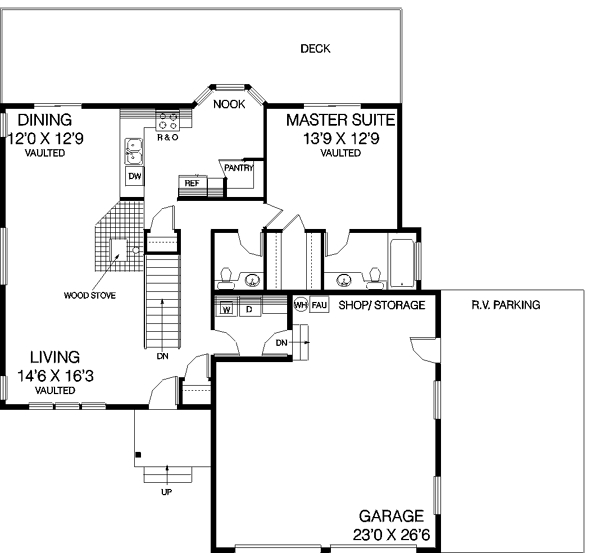 DECK
NOOK
DINING
12'0 X 12'9
VAULTED
R & O
MASTER SUITE
13'9 X 12'9
VAULTED
DW
REF
PANTRY
WOOD STOVE
W
D
WH
FAU
SHOP/ STORAGE
R.V. PARKING
DN
DN
LIVING
14'6 X 16'3
VAULTED
UP
GARAGE
23'0 X 26'6